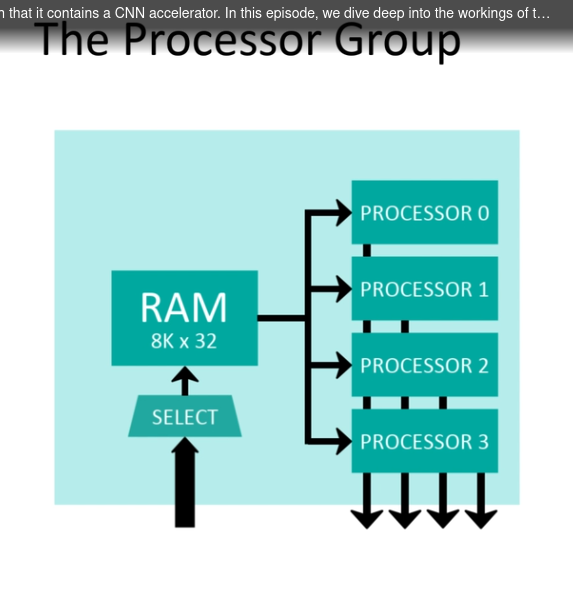 n that it contains a CNN accelerator. In this episode, we dive deep into the workings of t…
The Processor Group
PROCESSOR 0
PROCESSOR 1
RAM
8K x 32
PROCESSOR 2
SELECT
PROCESSOR 3